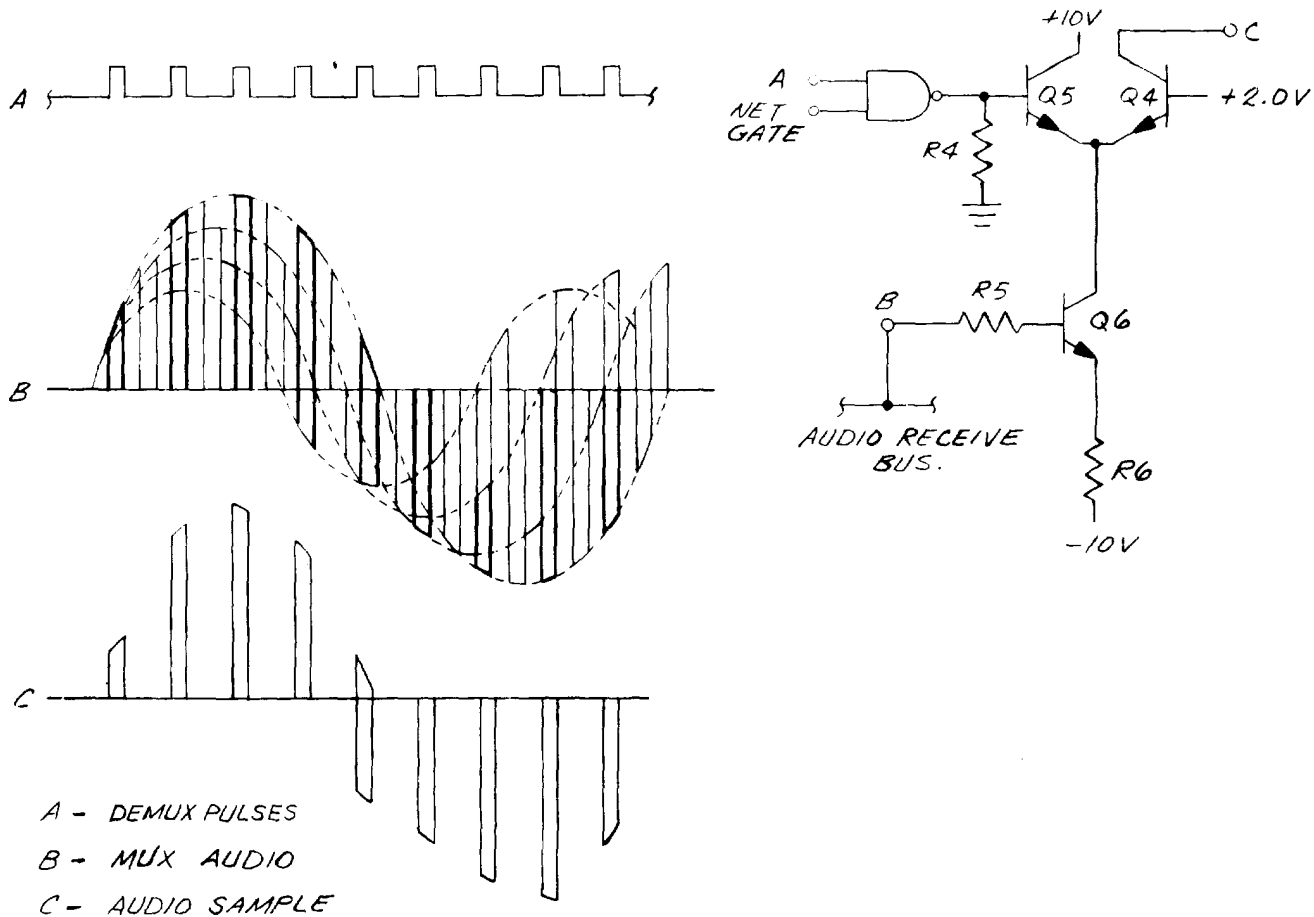 A
B
C
A - DEMUX PULSES
B - MUX AUDIO
C - AUDIO SAMPLE
+10V
C
A
NET
GATE
Q5
Q4
+2.0V
R4
B
R5
Q6
AUDIO RECEIVE
BUS.
R6
-10V